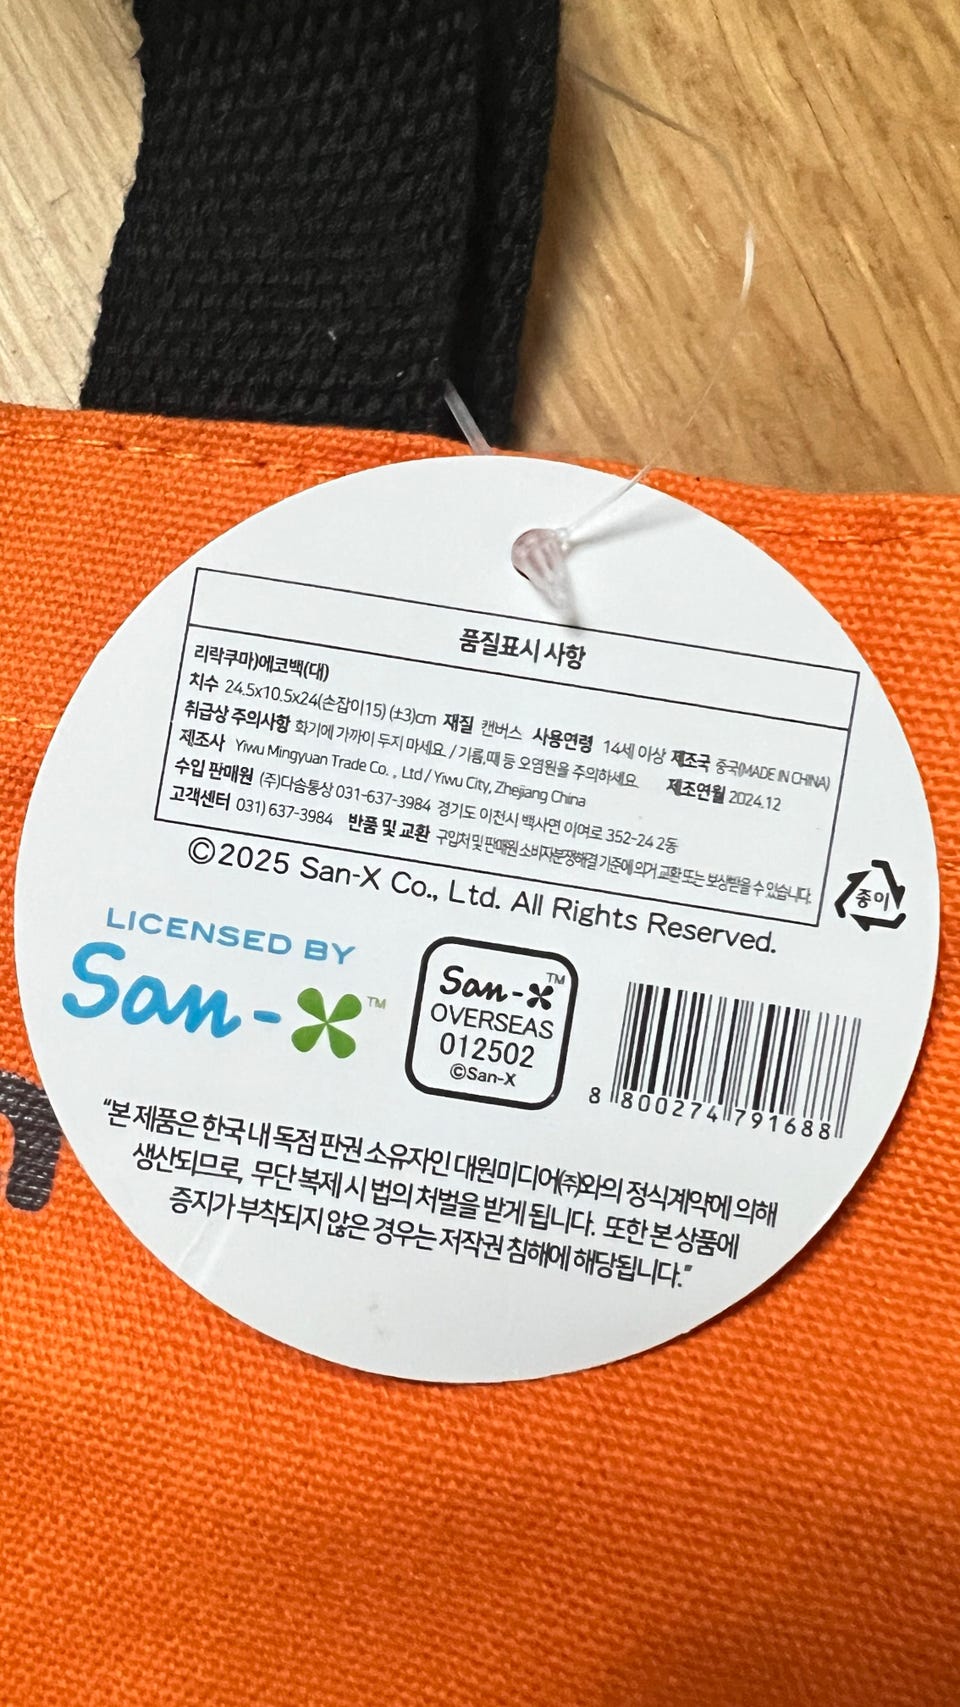 품질표시 사항
리락쿠마)에코백(대)
치수 24.5x10.5x24(손잡이15) (±3)cm 재질 캔버스 사용연령 14세 이상 제조국 중국(MADE IN CHINA)
취급상 주의사항 화기에 가까이 두지 마세요. / 기름,때 등 오염원을 주의하세요. 제조연월 2024.12
제조사 Yiwu Mingyuan Trade Co. , Ltd / Yiwu City, Zhejiang China
수입 판매원 (주)다솜통상 031-637-3984 경기도 이천시 백사면 이여로 352-24 2동
고객센터 031) 637-3984 반품 및 교환 구입처 및 판매원 소비자분쟁해결 기준에 의거 교환 또는 보상받을 수 있습니다.
종이
©2025 San-X Co., Ltd. All Rights Reserved.
LICENSED BY
San-X™
San-X™
OVERSEAS
012502
©San-X
8 800274 791688
“본 제품은 한국 내 독점 판권 소유자인 대원미디어㈜와의 정식계약에 의해
생산되므로, 무단 복제 시 법의 처벌을 받게 됩니다. 또한 본 상품에
증지가 부착되지 않은 경우는 저작권 침해에 해당됩니다.”